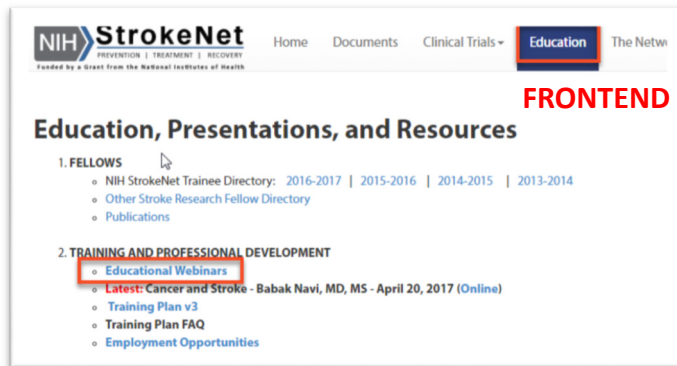 NIH StrokeNet
PREVENTION | TREATMENT | RECOVERY
Funded by a Grant from the National Institutes of Health
Home Documents Clinical Trials Education The Netw
FRONTEND
Education, Presentations, and Resources
1. FELLOWS
NIH StrokeNet Trainee Directory: 2016-2017 | 2015-2016 | 2014-2015 | 2013-2014
Other Stroke Research Fellow Directory
Publications
2. TRAINING AND PROFESSIONAL DEVELOPMENT
Educational Webinars
Latest: Cancer and Stroke - Babak Navi, MD, MS - April 20, 2017 (Online)
Training Plan v3
Training Plan FAQ
Employment Opportunities